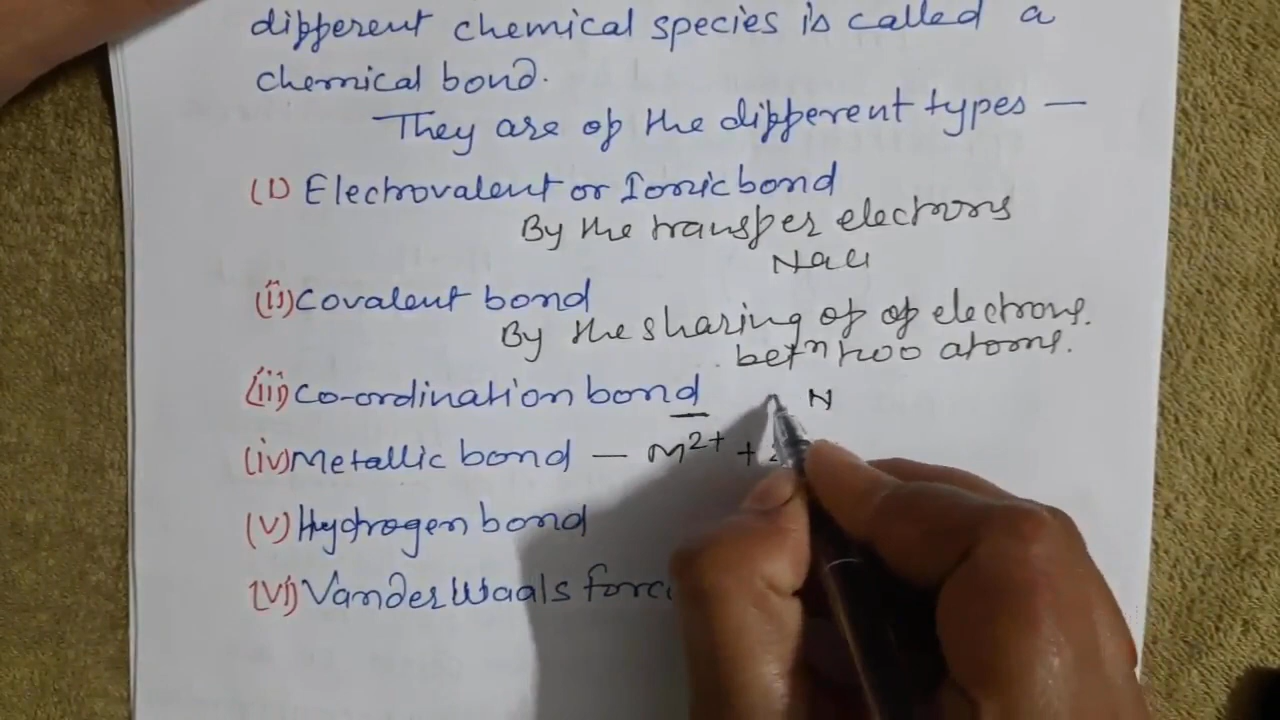 different chemical species is called a
chemical bond.
They are of the different types —
(i) Electrovalent or Ionic bond
By the transfer electrons
NaCl
(ii) Covalent bond
By the sharing of of electrons.
betⁿ two atoms.
(iii) Co-ordination bond N
(iv) Metallic bond — M²⁺ +
(v) Hydrogen bond
(vi) Vander Waals